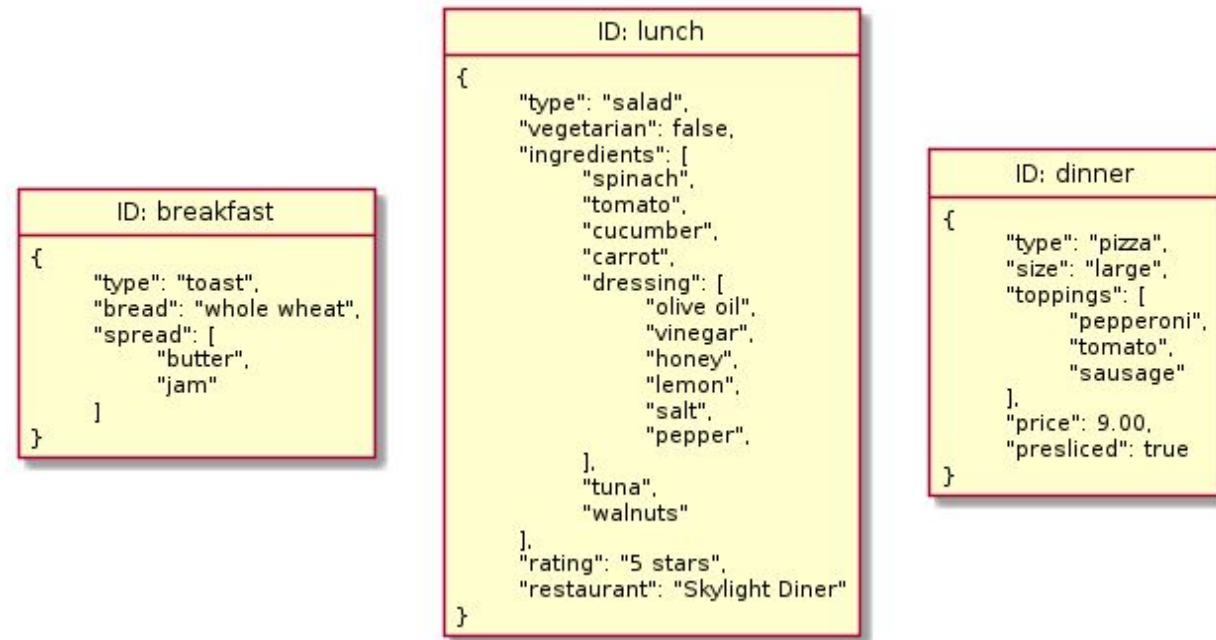 ID: breakfast
{
"type": "toast",
"bread": "whole wheat",
"spread": [
"butter",
"jam"
]
}
ID: lunch
{
"type": "salad",
"vegetarian": false,
"ingredients": [
"spinach",
"tomato",
"cucumber",
"carrot",
"dressing": [
"olive oil",
"vinegar",
"honey",
"lemon",
"salt",
"pepper",
],
"tuna",
"walnuts"
],
"rating": "5 stars",
"restaurant": "Skylight Diner"
}
ID: dinner
{
"type": "pizza",
"size": "large",
"toppings": [
"pepperoni",
"tomato",
"sausage"
],
"price": 9.00,
"presliced": true
}